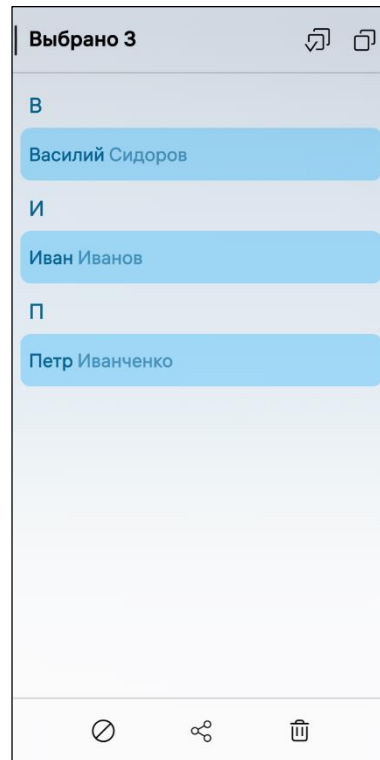 Выбрано 3
В
Василий Сидоров
И
Иван Иванов
П
Петр Иванченко